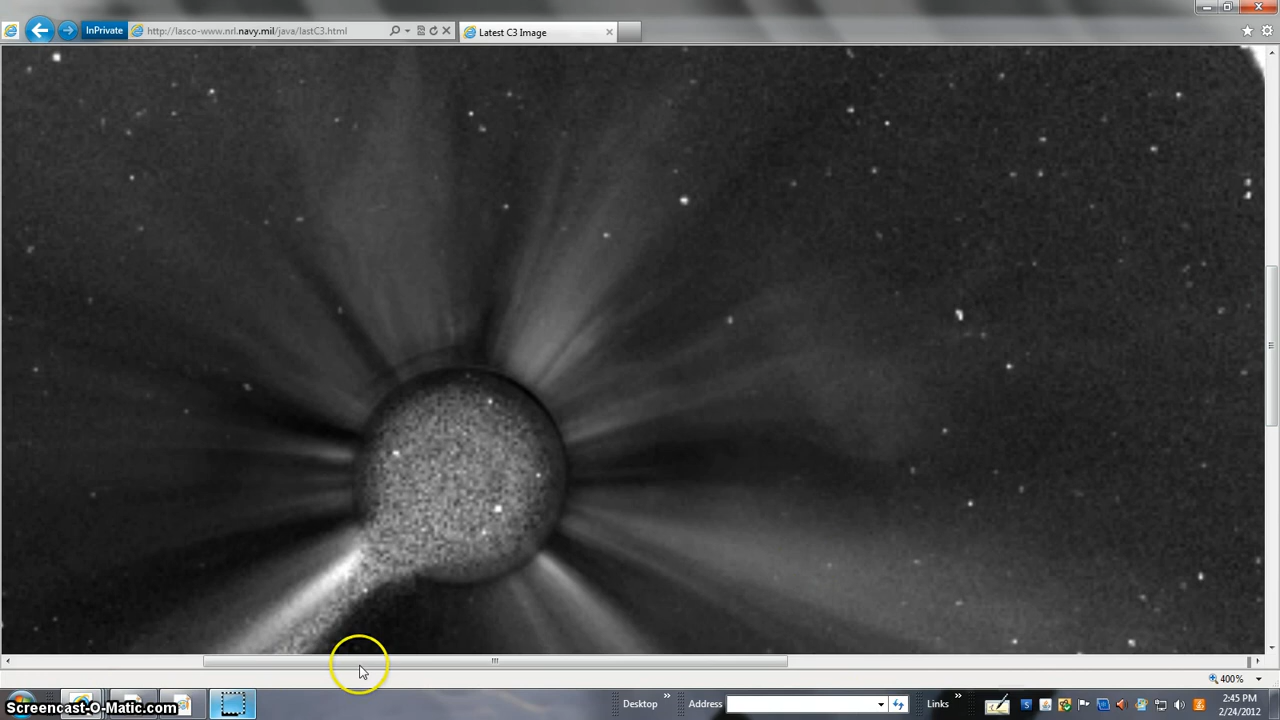 InPrivate
http://lasco-www.nrl.navy.mil/java/lastC3.html
Latest C3 Image
400%
Screencast-O-Matic.com
Desktop
»
Address
Links
»
2:45 PM
2/24/2012